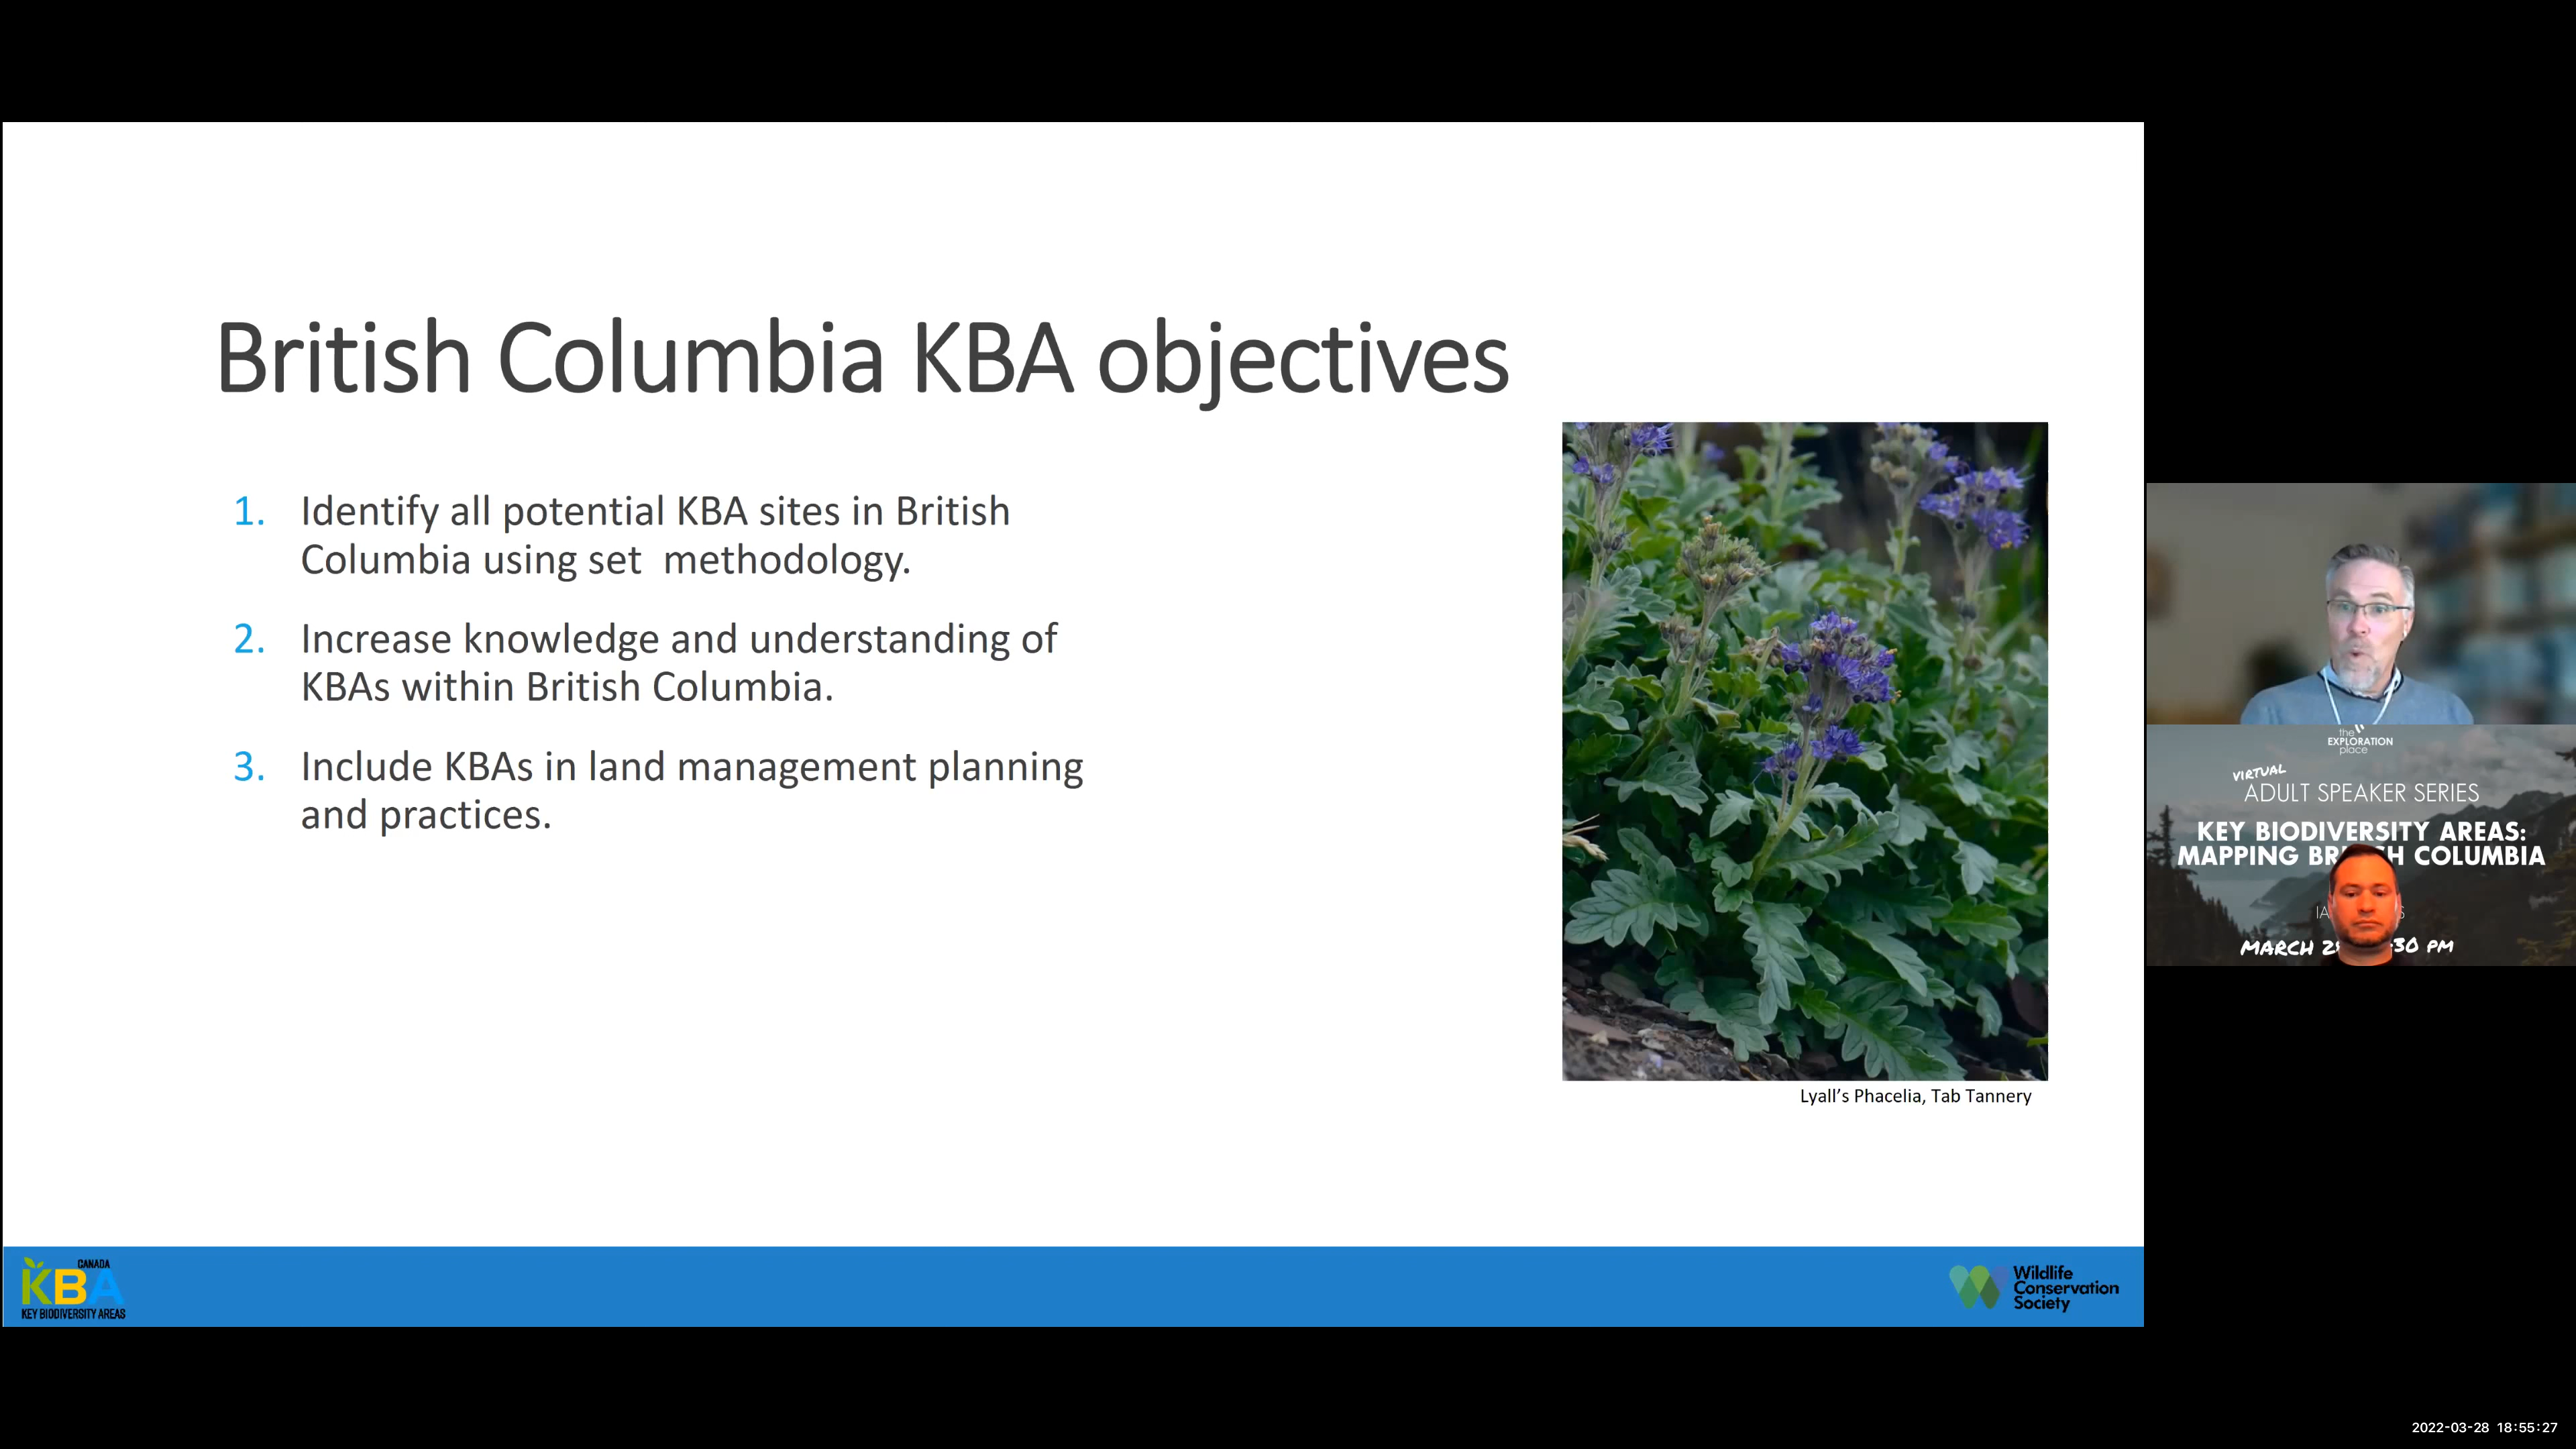 British Columbia KBA objectives
1. Identify all potential KBA sites in British
Columbia using set methodology.
2. Increase knowledge and understanding of
KBAs within British Columbia.
3. Include KBAs in land management planning
and practices.
Lyall's Phacelia, Tab Tannery
CANADA
KBA
KEY BIODIVERSITY AREAS
Wildlife
Conservation
Society
the
EXPLORATION
place
VIRTUAL
ADULT SPEAKER SERIES
KEY BIODIVERSITY AREAS:
MAPPING COLUMBIA
MARCH PM
2022-03-28 18:55:27